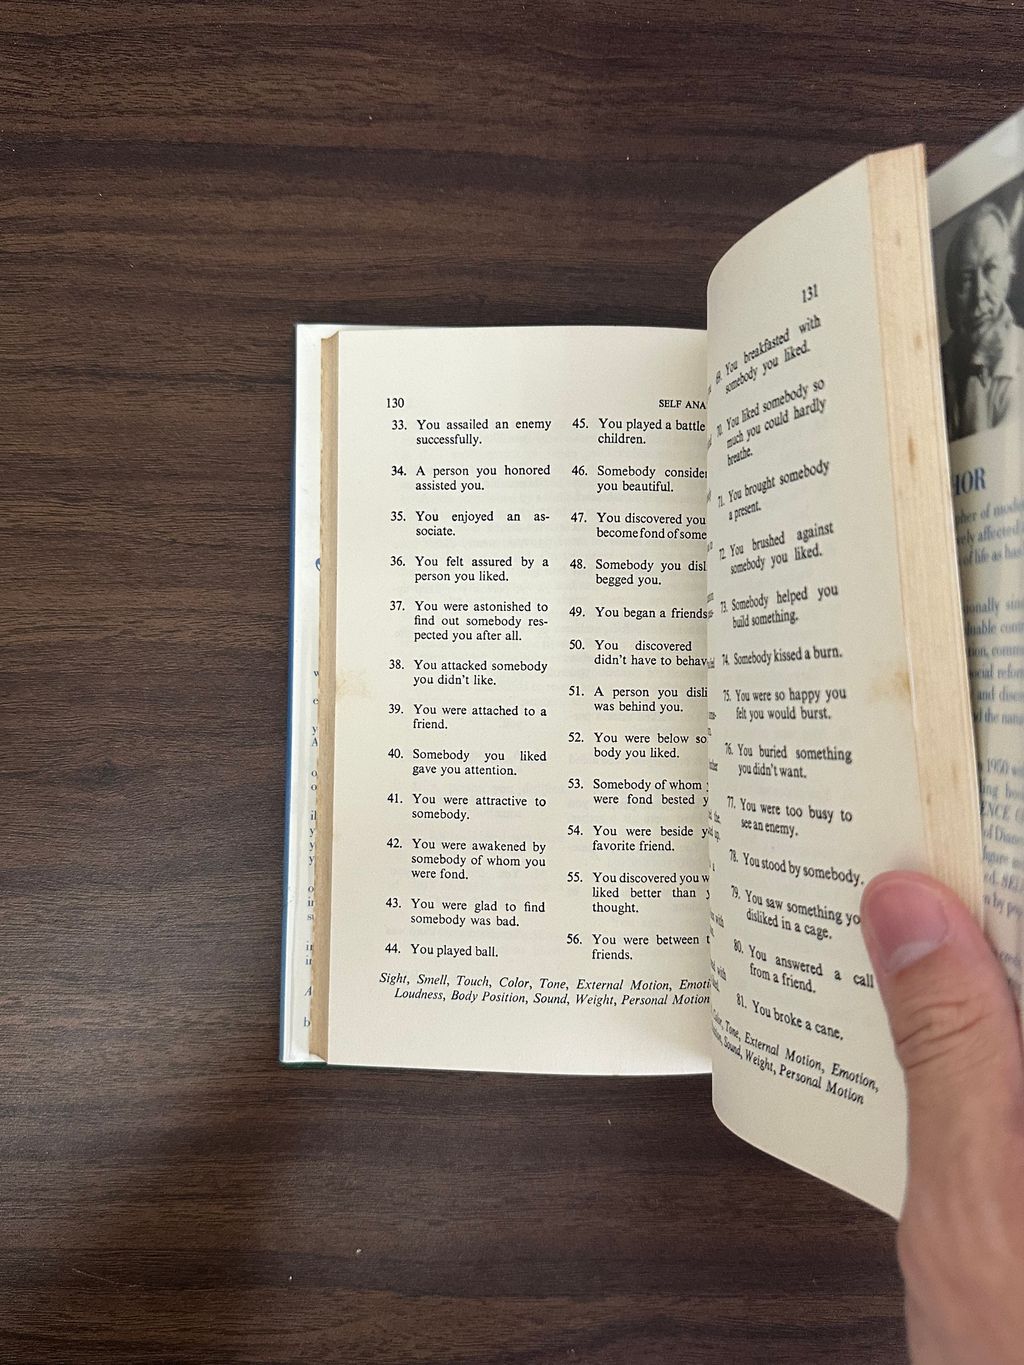 130
SELF ANA
33. You assailed an enemy
successfully.
34. A person you honored
assisted you.
35. You enjoyed an as-
sociate.
36. You felt assured by a
person you liked.
37. You were astonished to
find out somebody res-
pected you after all.
38. You attacked somebody
you didn't like.
39. You were attached to a
friend.
40. Somebody you liked
gave you attention.
41. You were attractive to
somebody.
42. You were awakened by
somebody of whom you
were fond.
43. You were glad to find
somebody was bad.
44. You played ball.
45. You played a battle
children.
46. Somebody
you beautiful.
47. You discovered you
become fond of some
48. Somebody you
begged you.
49. You began a
50. You discovered
didn't have to
51. A person you
was behind you.
52. You were below
body you liked.
53. Somebody of whom
were fond bested
54. You were beside
favorite friend.
55. You discovered you
liked better than
thought.
56. You were between
friends.
Sight, Smell, Touch, Color, Tone, External Motion,
Loudness, Body Position, Sound, Weight, Personal Motion
131
69. You breakfasted with
somebody you liked.
70. You liked somebody so
much you could hardly
breathe.
71. You brought somebody
a present.
72. You brushed against
somebody you liked.
73. Somebody helped you
build something.
74. Somebody kissed a burn.
75. You were so happy you
felt you would burst.
76. You buried something
you didn't want.
77. You were too busy to
see an enemy.
78. You stood by somebody.
79. You saw something
disliked in a cage.
80. You answered a call
from a friend.
81. You broke a cane.
Color, Tone, External Motion, Emotion,
Sound, Weight, Personal Motion